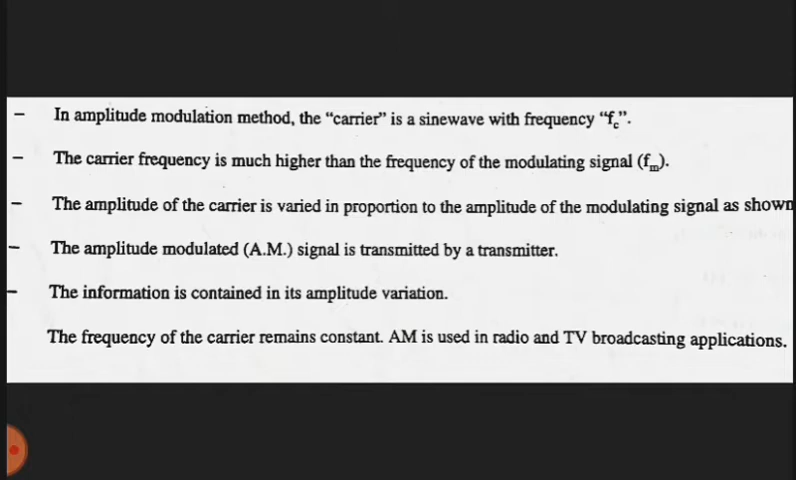 – In amplitude modulation method, the “carrier” is a sinewave with frequency “fc”.
– The carrier frequency is much higher than the frequency of the modulating signal (fm).
– The amplitude of the carrier is varied in proportion to the amplitude of the modulating signal as shown
– The amplitude modulated (A.M.) signal is transmitted by a transmitter.
– The information is contained in its amplitude variation.
The frequency of the carrier remains constant. AM is used in radio and TV broadcasting applications.